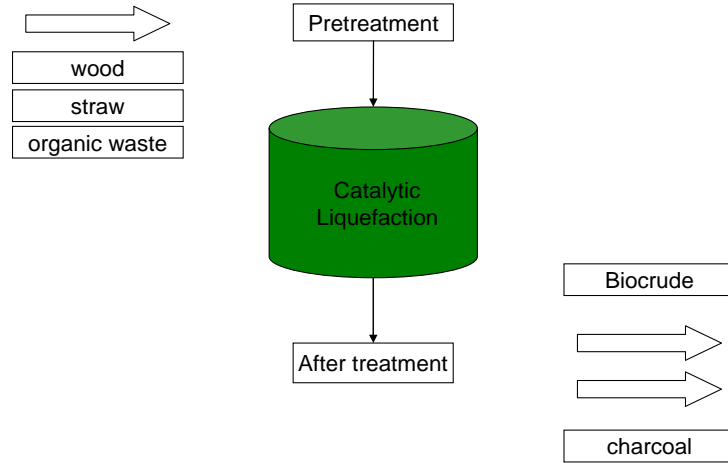 Pretreatment
wood
straw
organic waste
Catalytic
Liquefaction
Biocrude
After treatment
charcoal